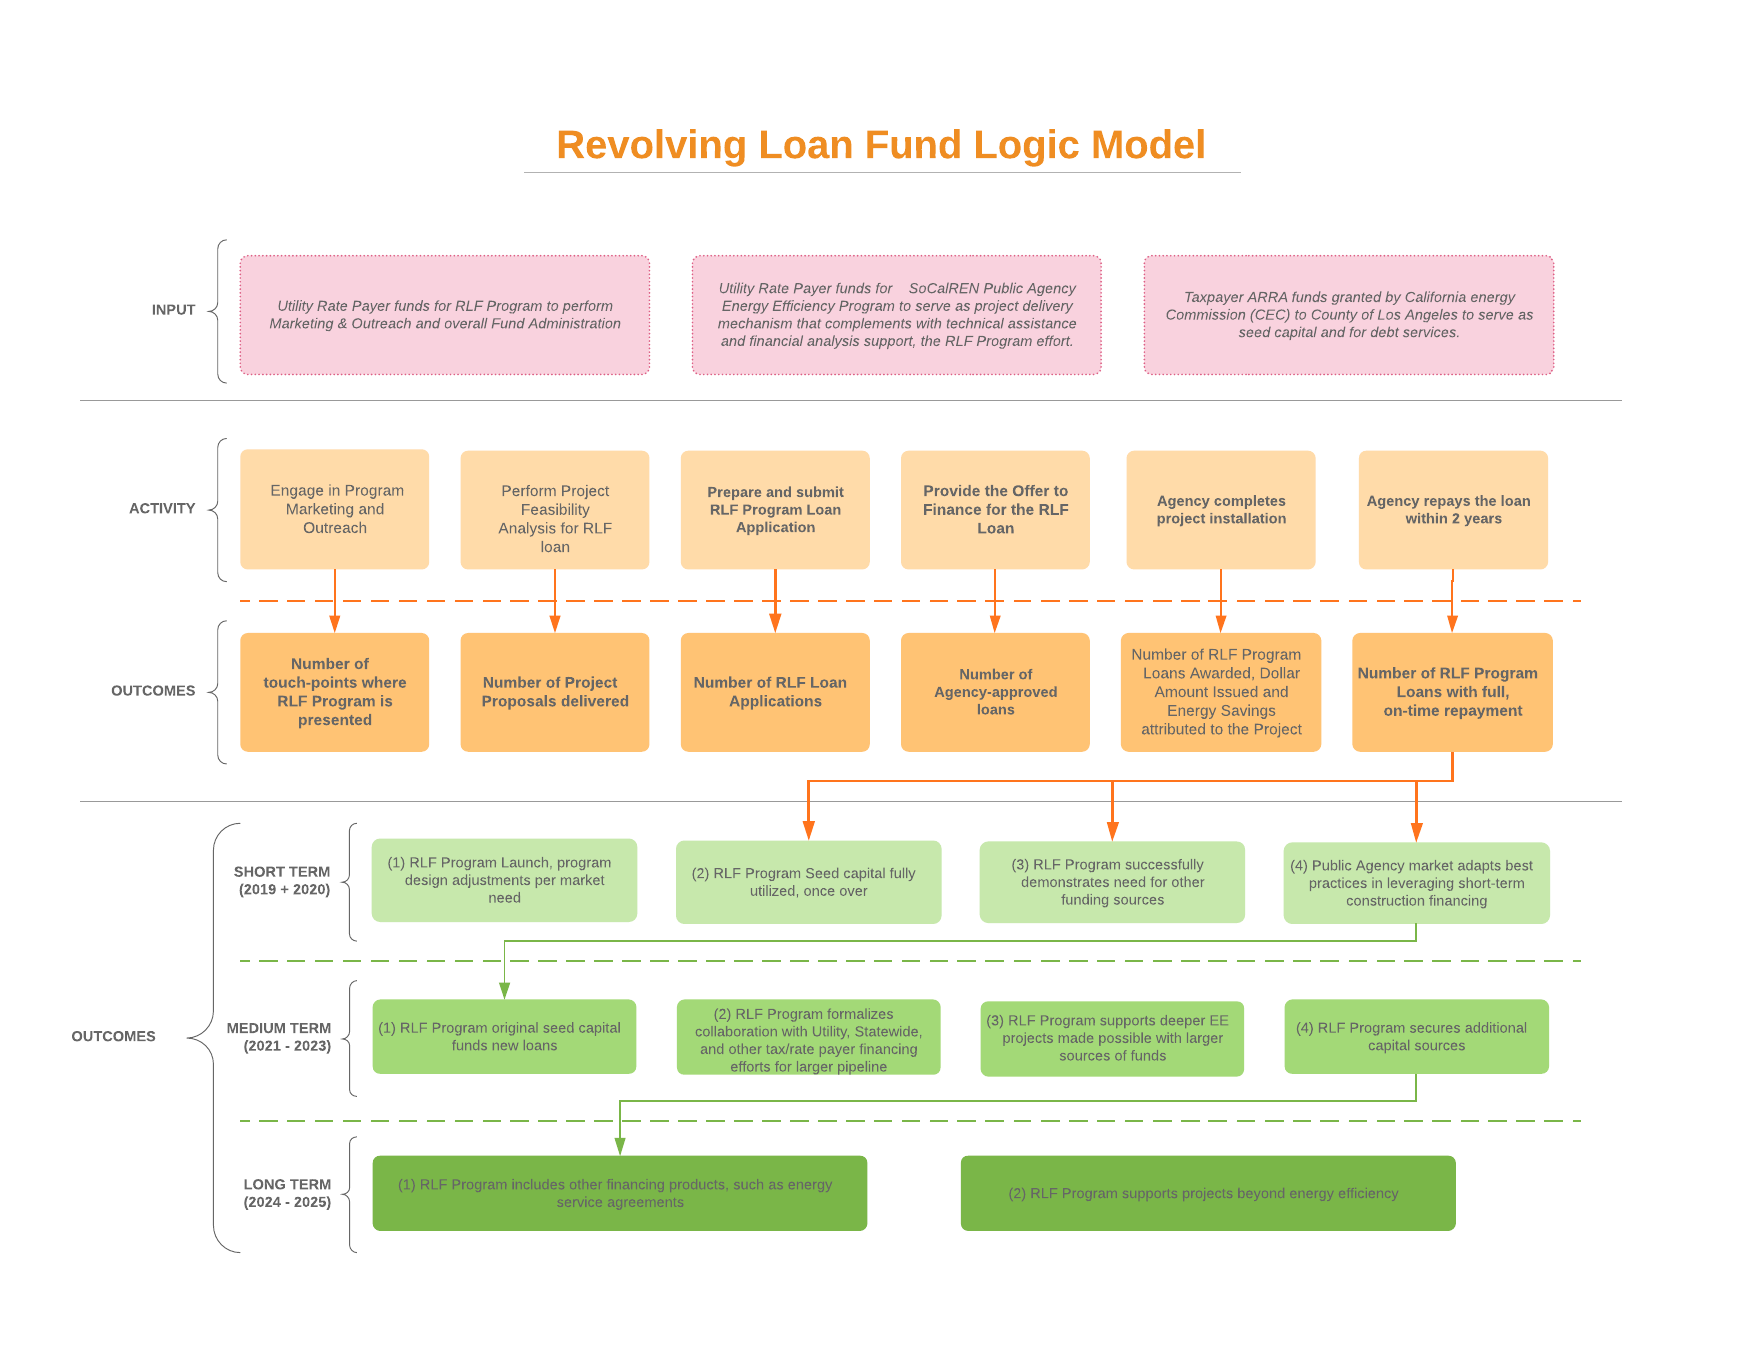 Revolving Loan Fund Logic Model
INPUT
Utility Rate Payer funds for RLF Program to perform
Marketing & Outreach and overall Fund Administration
Utility Rate Payer funds for SoCalREN Public Agency
Energy Efficiency Program to serve as project delivery
mechanism that complements with technical assistance
and financial analysis support, the RLF Program effort.
Taxpayer ARRA funds granted by California energy
Commission (CEC) to County of Los Angeles to serve as
seed capital and for debt services.
ACTIVITY
Engage in Program
Marketing and
Outreach
Perform Project
Feasibility
Analysis for RLF
loan
Prepare and submit
RLF Program Loan
Application
Provide the Offer to
Finance for the RLF
Loan
Agency completes
project installation
Agency repays the loan
within 2 years
OUTCOMES
Number of
touch-points where
RLF Program is
presented
Number of Project
Proposals delivered
Number of RLF Loan
Applications
Number of
Agency-approved
loans
Number of RLF Program
Loans Awarded, Dollar
Amount Issued and
Energy Savings
attributed to the Project
Number of RLF Program
Loans with full,
on-time repayment
OUTCOMES
SHORT TERM
(2019 + 2020)
(1) RLF Program Launch, program
design adjustments per market
need
(2) RLF Program Seed capital fully
utilized, once over
(3) RLF Program successfully
demonstrates need for other
funding sources
(4) Public Agency market adapts best
practices in leveraging short-term
construction financing
MEDIUM TERM
(2021 - 2023)
(1) RLF Program original seed capital
funds new loans
(2) RLF Program formalizes
collaboration with Utility, Statewide,
and other tax/rate payer financing
efforts for larger pipeline
(3) RLF Program supports deeper EE
projects made possible with larger
sources of funds
(4) RLF Program secures additional
capital sources
LONG TERM
(2024 - 2025)
(1) RLF Program includes other financing products, such as energy
service agreements
(2) RLF Program supports projects beyond energy efficiency